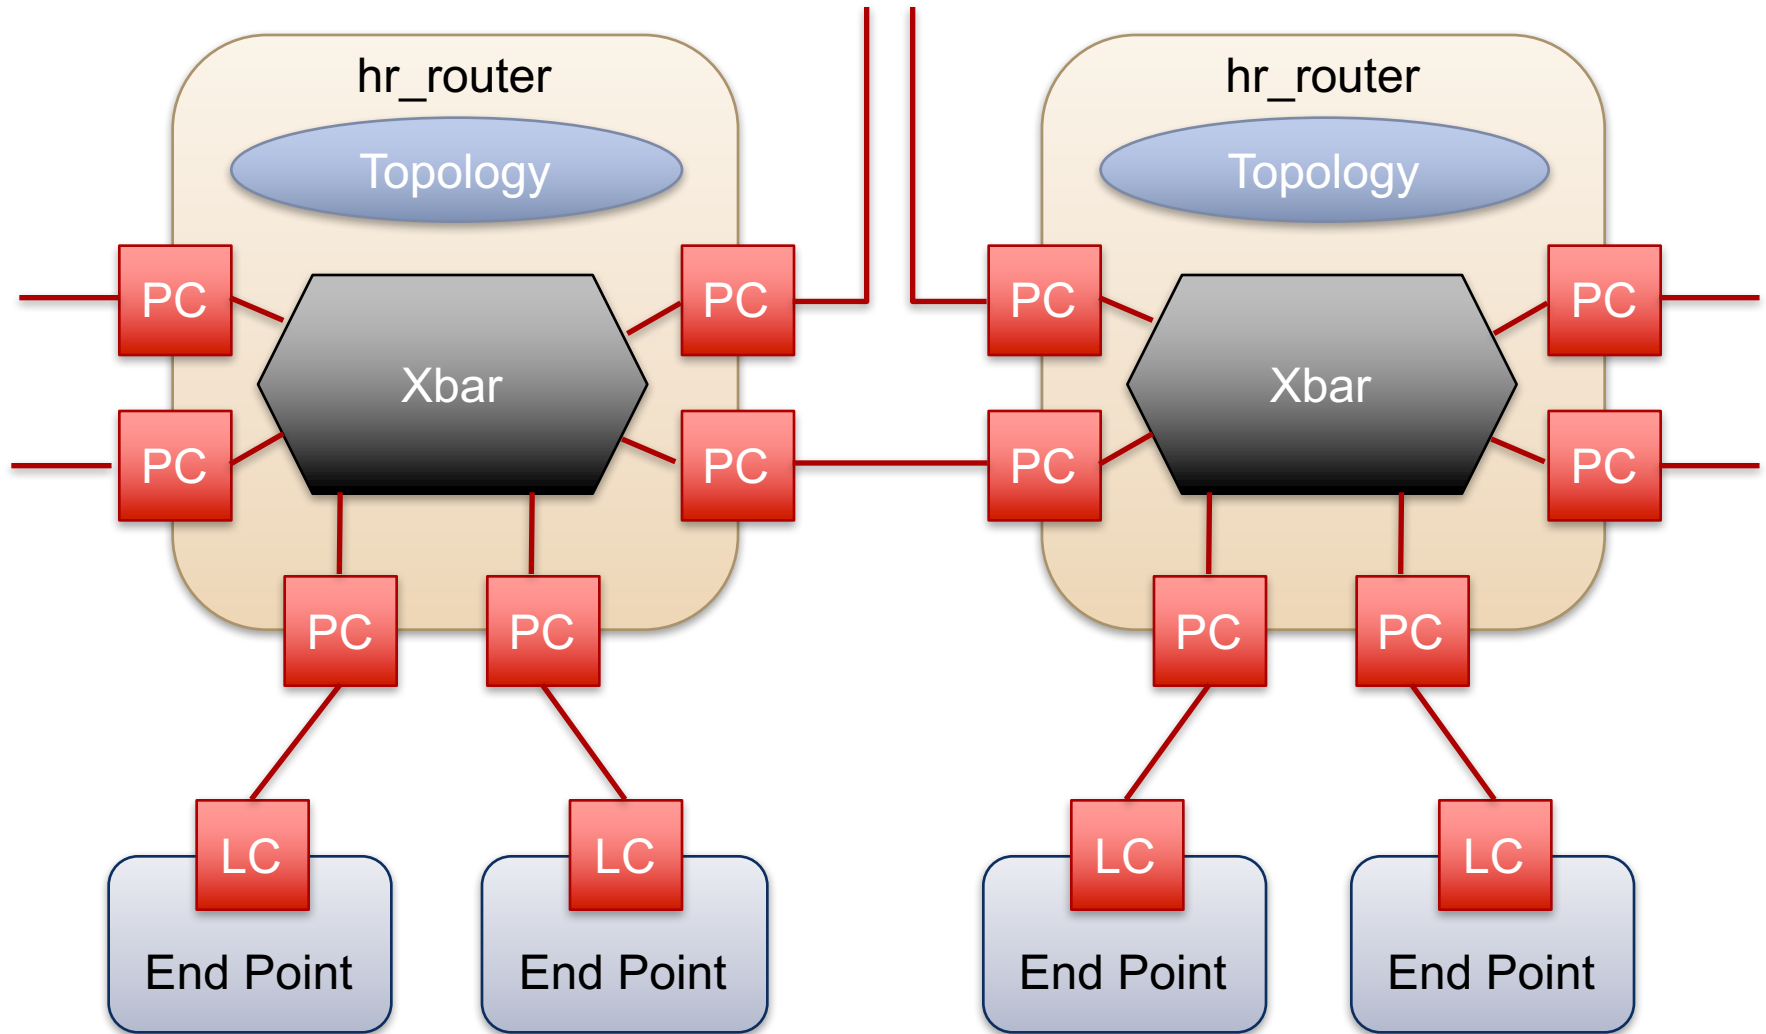 hr_router
hr_router
Topology
Topology
PC
PC
PC
PC
Xbar
Xbar
PC
PC
PC
PC
PC
PC
PC
PC
LC
LC
LC
LC
End Point
End Point
End Point
End Point